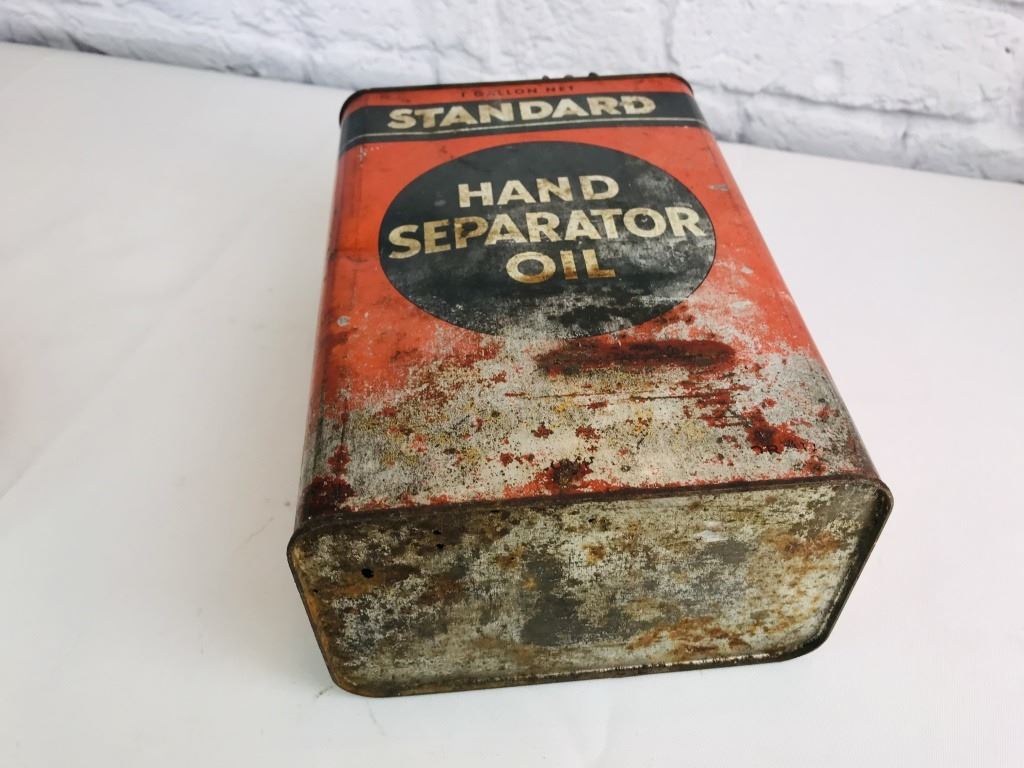 1 GALLON NET
STANDARD
HAND
SEPARATOR
OIL